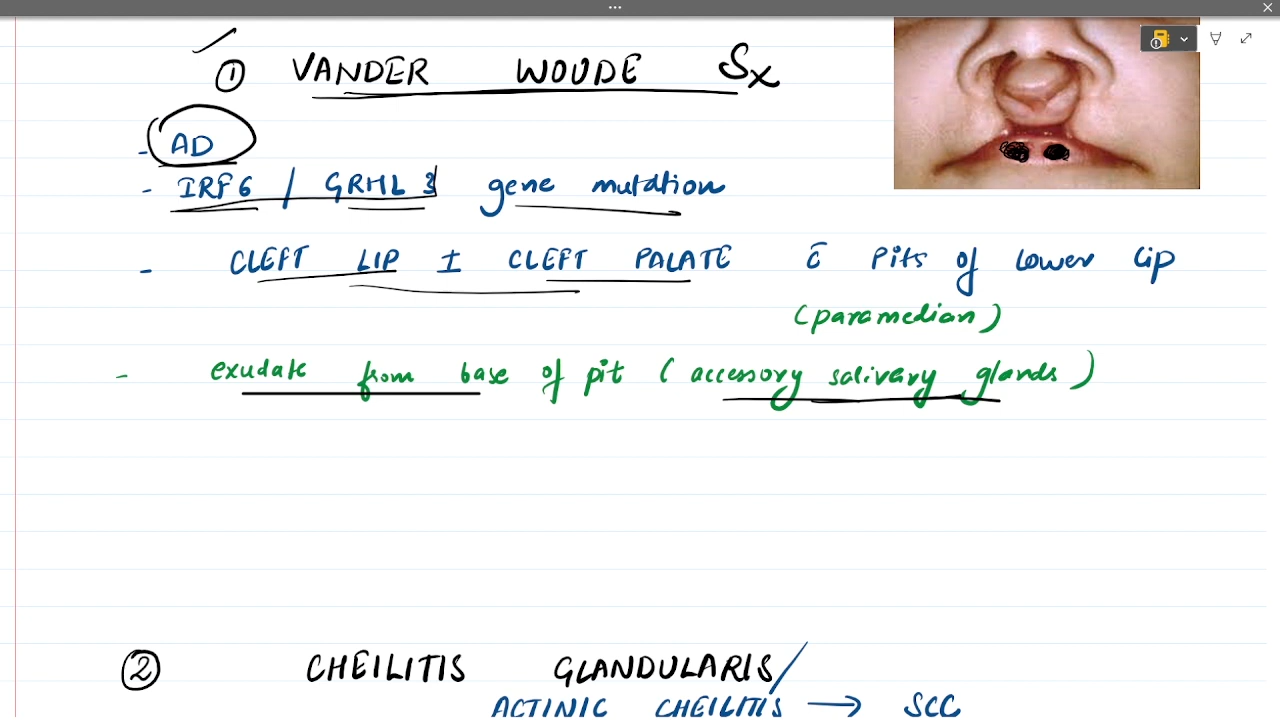 ① VANDER WOUDE Sx
- AD
- IRF6 / GRHL3 gene mutation
- CLEFT LIP ± CLEFT PALATE c̄ Pits of lower lip
(paramedian)
- exudate from base of pit (accessory salivary glands)
② CHEILITIS GLANDULARIS/
ACTINIC CHEILITIS → SCC